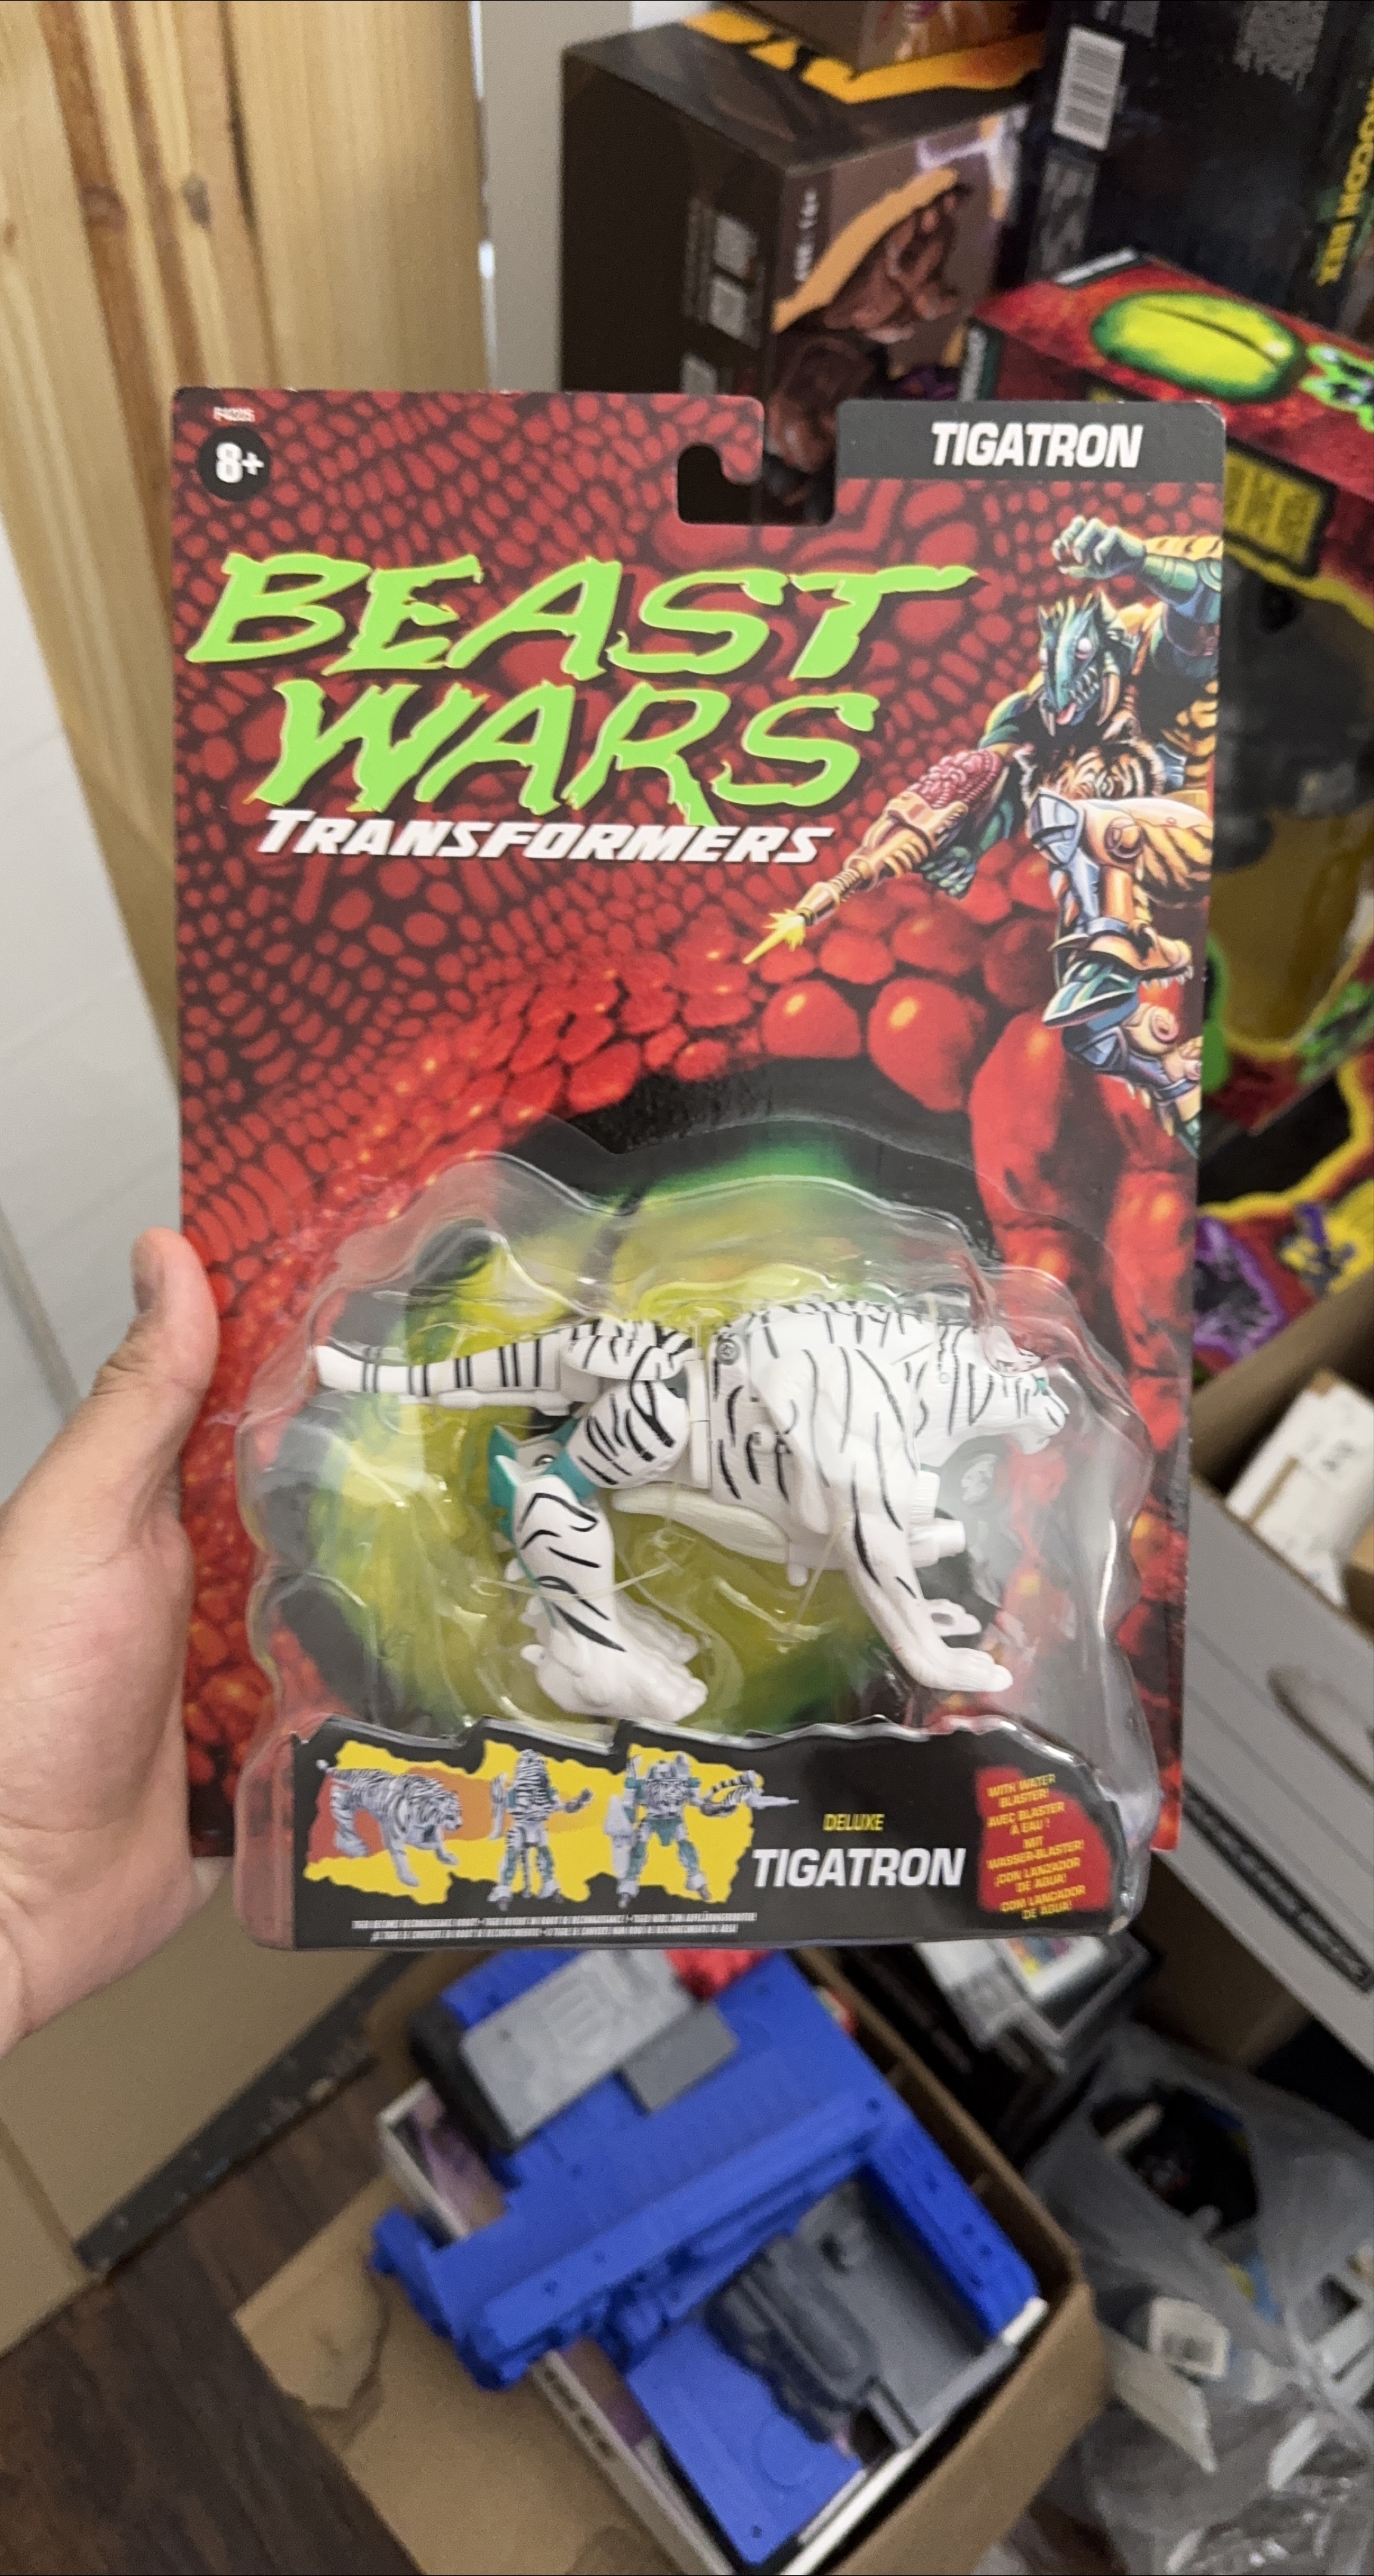 F4225
8+
TIGATRON
BEAST
WARS
TRANSFORMERS
DELUXE
TIGATRON
WITH WATER
BLASTER!
AVEC BLASTER
À EAU !
MIT
WASSER-BLASTER!
¡CON LANZADOR
DE AGUA!
COM LANÇADOR
DE ÁGUA!